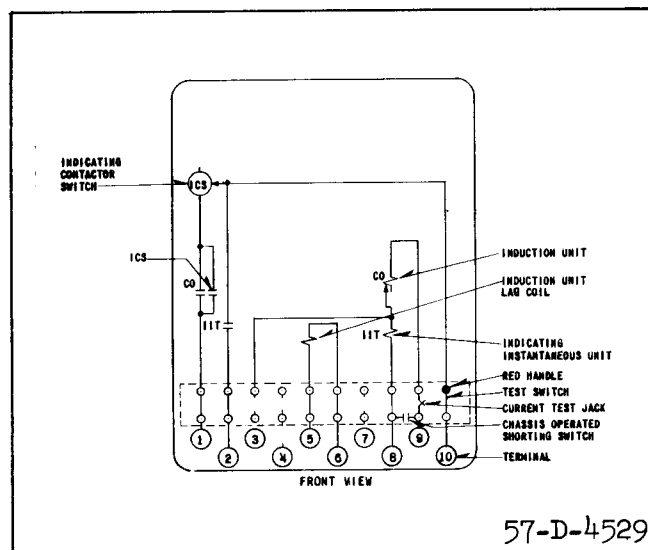 INDICATING
CONTACTOR
SWITCH
ICS
ICS
CO
IIT
CO
IIT
INDUCTION UNIT
INDUCTION UNIT
LAG COIL
INDICATING
INSTANTANEOUS UNIT
RED HANDLE
TEST SWITCH
CURRENT TEST JACK
CHASSIS OPERATED
SHORTING SWITCH
TERMINAL
1 2 3 4 5 6 7 8 9 10
FRONT VIEW
57-D-4529